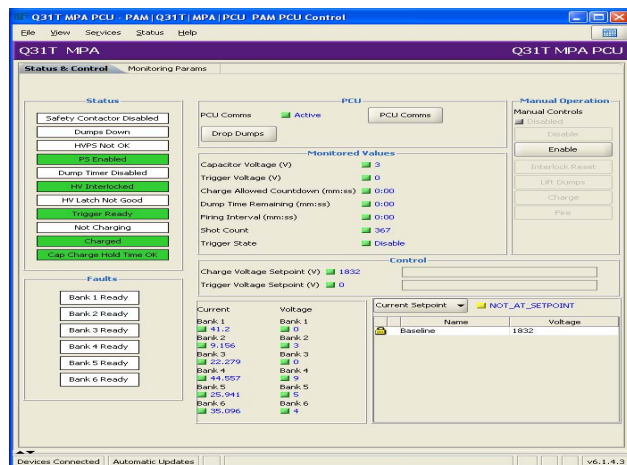 Q31T MPA PCU - PAM|Q31T|MPA|PCU PAM PCU Control
File View Services Status Help
Q31T MPA
Q31T MPA PCU
Status & Control
Monitoring Params
Status
Safety Contactor Disabled
Dumps Down
HVPS Not OK
PS Enabled
Dump Timer Disabled
HV Interlocked
HV Latch Not Good
Trigger Ready
Not Charging
Charged
Cap Charge Hold Time OK
Faults
Bank 1 Ready
Bank 2 Ready
Bank 3 Ready
Bank 4 Ready
Bank 5 Ready
Bank 6 Ready
PCU
PCU Comms Active PCU Comms
Drop Dumps
Monitored Values
Capacitor Voltage (V) 3
Trigger Voltage (V) 0
Charge Allowed Countdown (mm:ss) 0:00
Dump Time Remaining (mm:ss) 0:00
Firing Interval (mm:ss) 0:00
Shot Count 367
Trigger State Disable
Manual Operation
Manual Controls
Disabled
Disable
Enable
Interlock Reset
Lift Dumps
Charge
Fire
Control
Charge Voltage Setpoint (V) 1832
Trigger Voltage Setpoint (V) 0
Current Voltage
Bank 1 Bank 1
41.2 0
Bank 2 Bank 2
9.156 3
Bank 3 Bank 3
22.279 0
Bank 4 Bank 4
44.557 9
Bank 5 Bank 5
25.941 5
Bank 6 Bank 6
35.096 4
Current Setpoint NOT_AT_SETPOINT
Name Voltage
Baseline 1832
Devices Connected Automatic Updates
v6.1.4.3